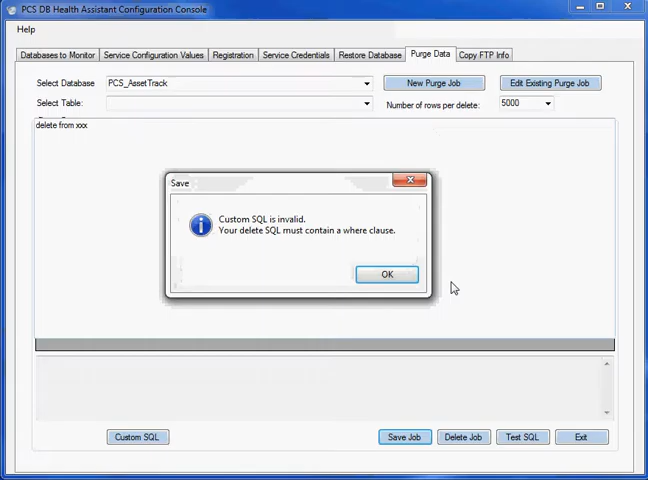 PCS DB Health Assistant Configuration Console
Help
Databases to Monitor Service Configuration Values Registration Service Credentials Restore Database Purge Data Copy FTP Info
Select Database PCS_AssetTrack New Purge Job Edit Existing Purge Job
Select Table: Number of rows per delete: 5000
delete from xxx
Save
Custom SQL is invalid.
Your delete SQL must contain a where clause.
OK
Custom SQL Save Job Delete Job Test SQL Exit